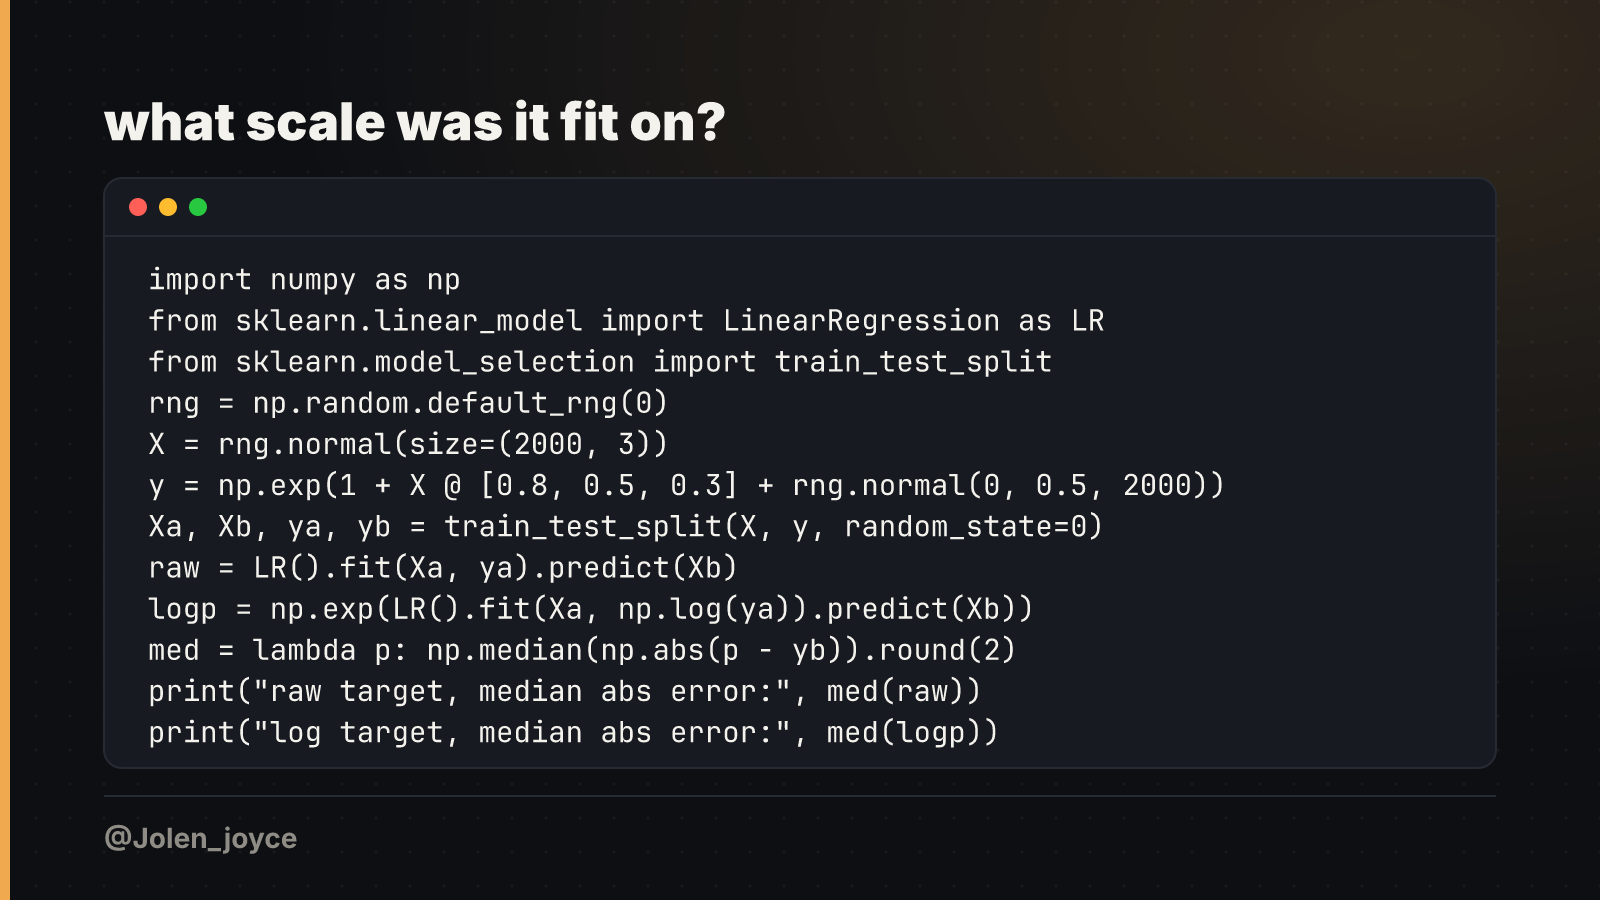 what scale was it fit on?
import numpy as np
from sklearn.linear_model import LinearRegression as LR
from sklearn.model_selection import train_test_split
rng = np.random.default_rng(0)
X = rng.normal(size=(2000, 3))
y = np.exp(1 + X @ [0.8, 0.5, 0.3] + rng.normal(0, 0.5, 2000))
Xa, Xb, ya, yb = train_test_split(X, y, random_state=0)
raw = LR().fit(Xa, ya).predict(Xb)
logp = np.exp(LR().fit(Xa, np.log(ya)).predict(Xb))
med = lambda p: np.median(np.abs(p - yb)).round(2)
print("raw target, median abs error:", med(raw))
print("log target, median abs error:", med(logp))
@Jolen_joyce